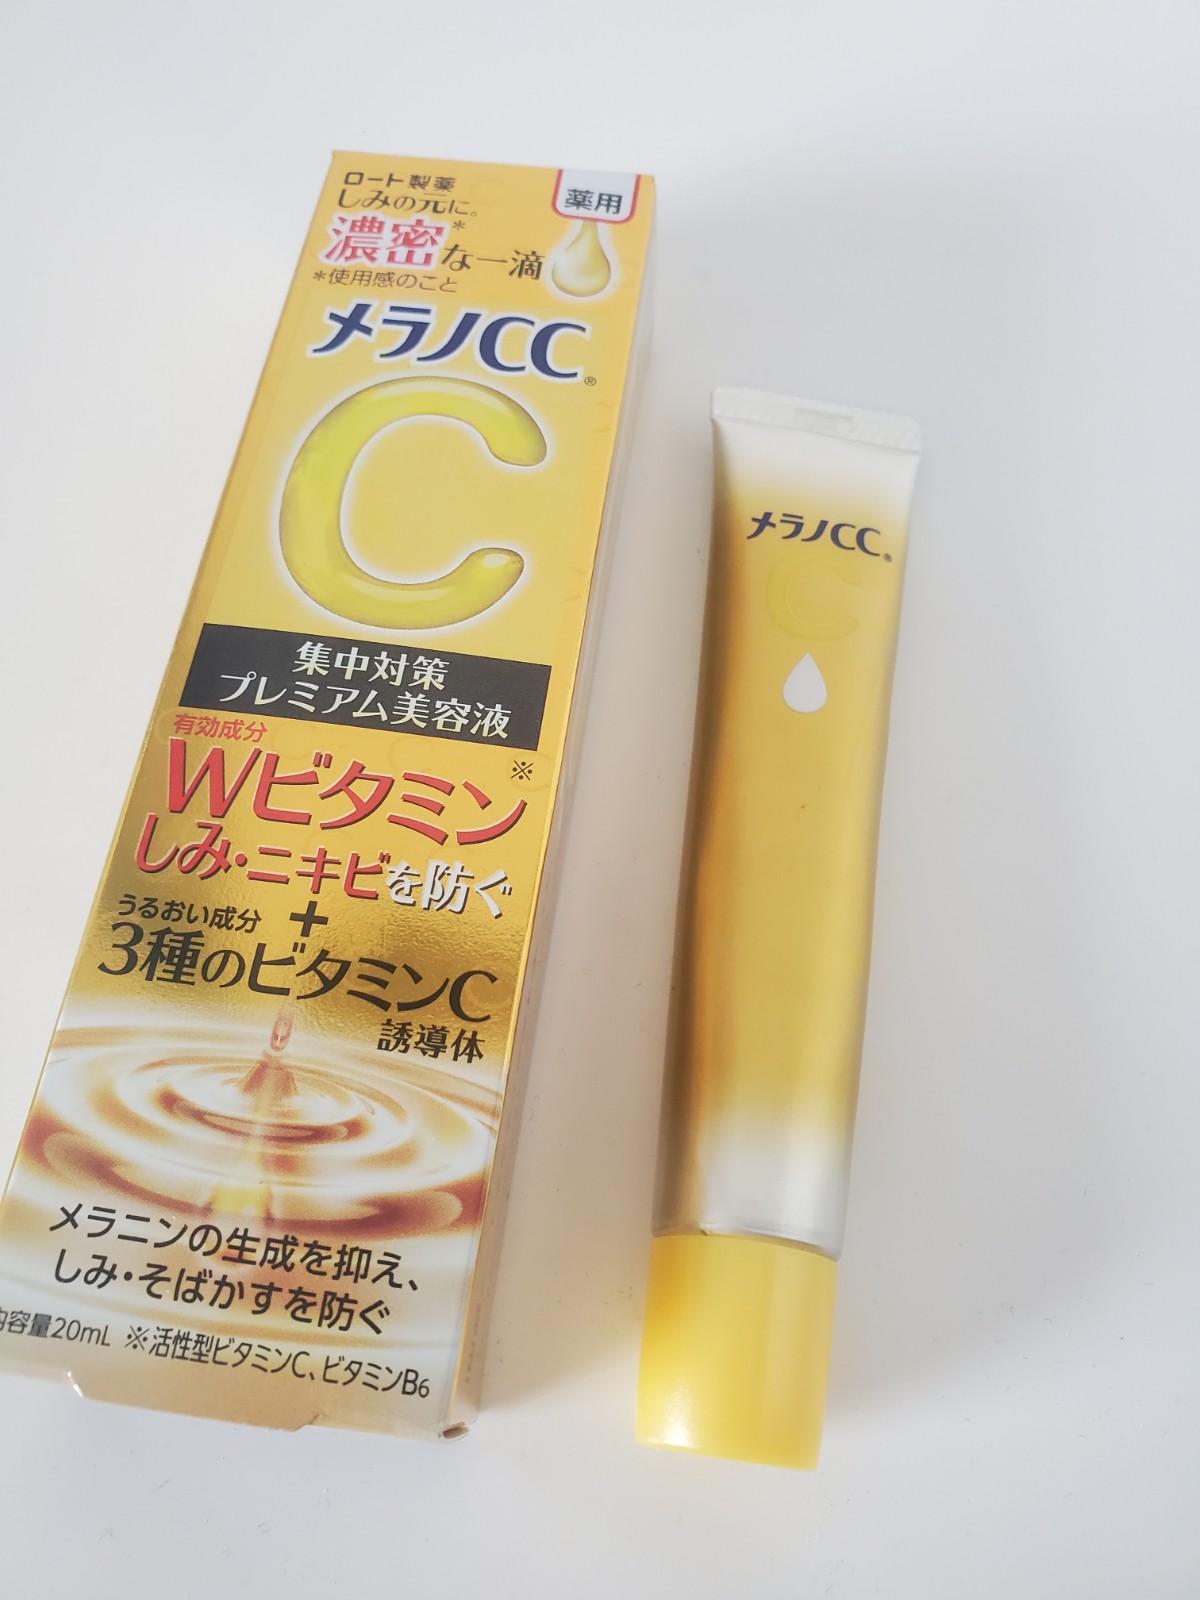 ロート製薬
薬用
しみの元に。
濃密*な一滴
*使用感のこと
メラノCC®
C
集中対策
プレミアム美容液
有効成分
Wビタミン※
しみ・ニキビを防ぐ
+
うるおい成分
3種のビタミンC
誘導体
メラニンの生成を抑え、
しみ・そばかすを防ぐ
内容量20mL ※活性型ビタミンC、ビタミンB6
メラノCC®
C